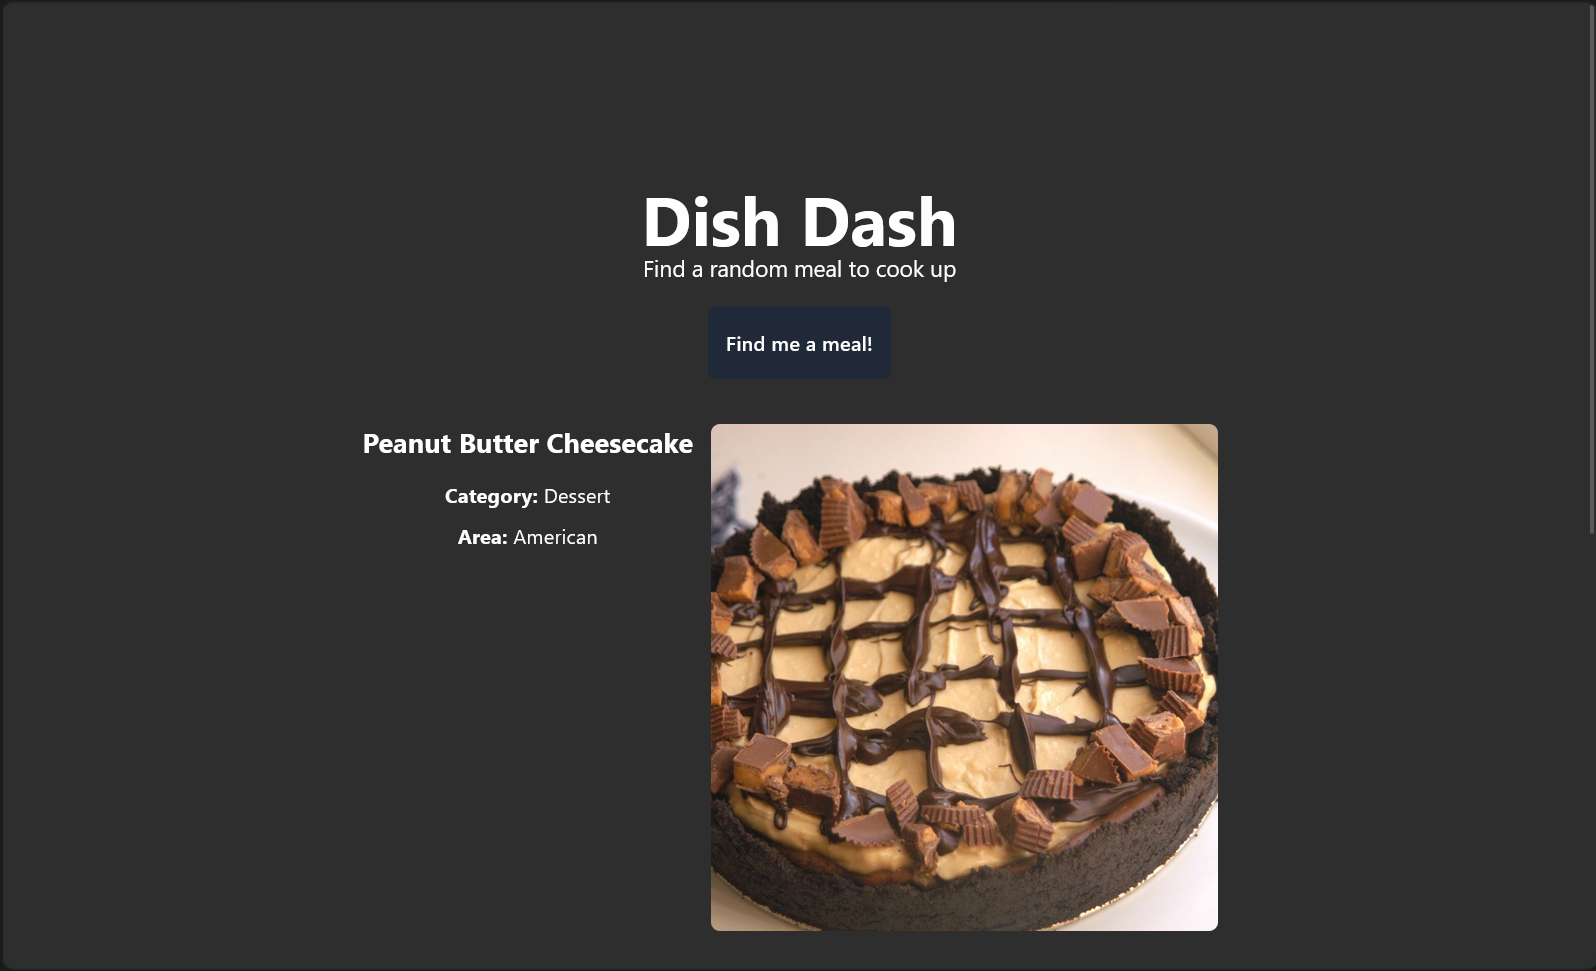 Dish Dash
Find a random meal to cook up
Find me a meal!
Peanut Butter Cheesecake
Category: Dessert
Area: American